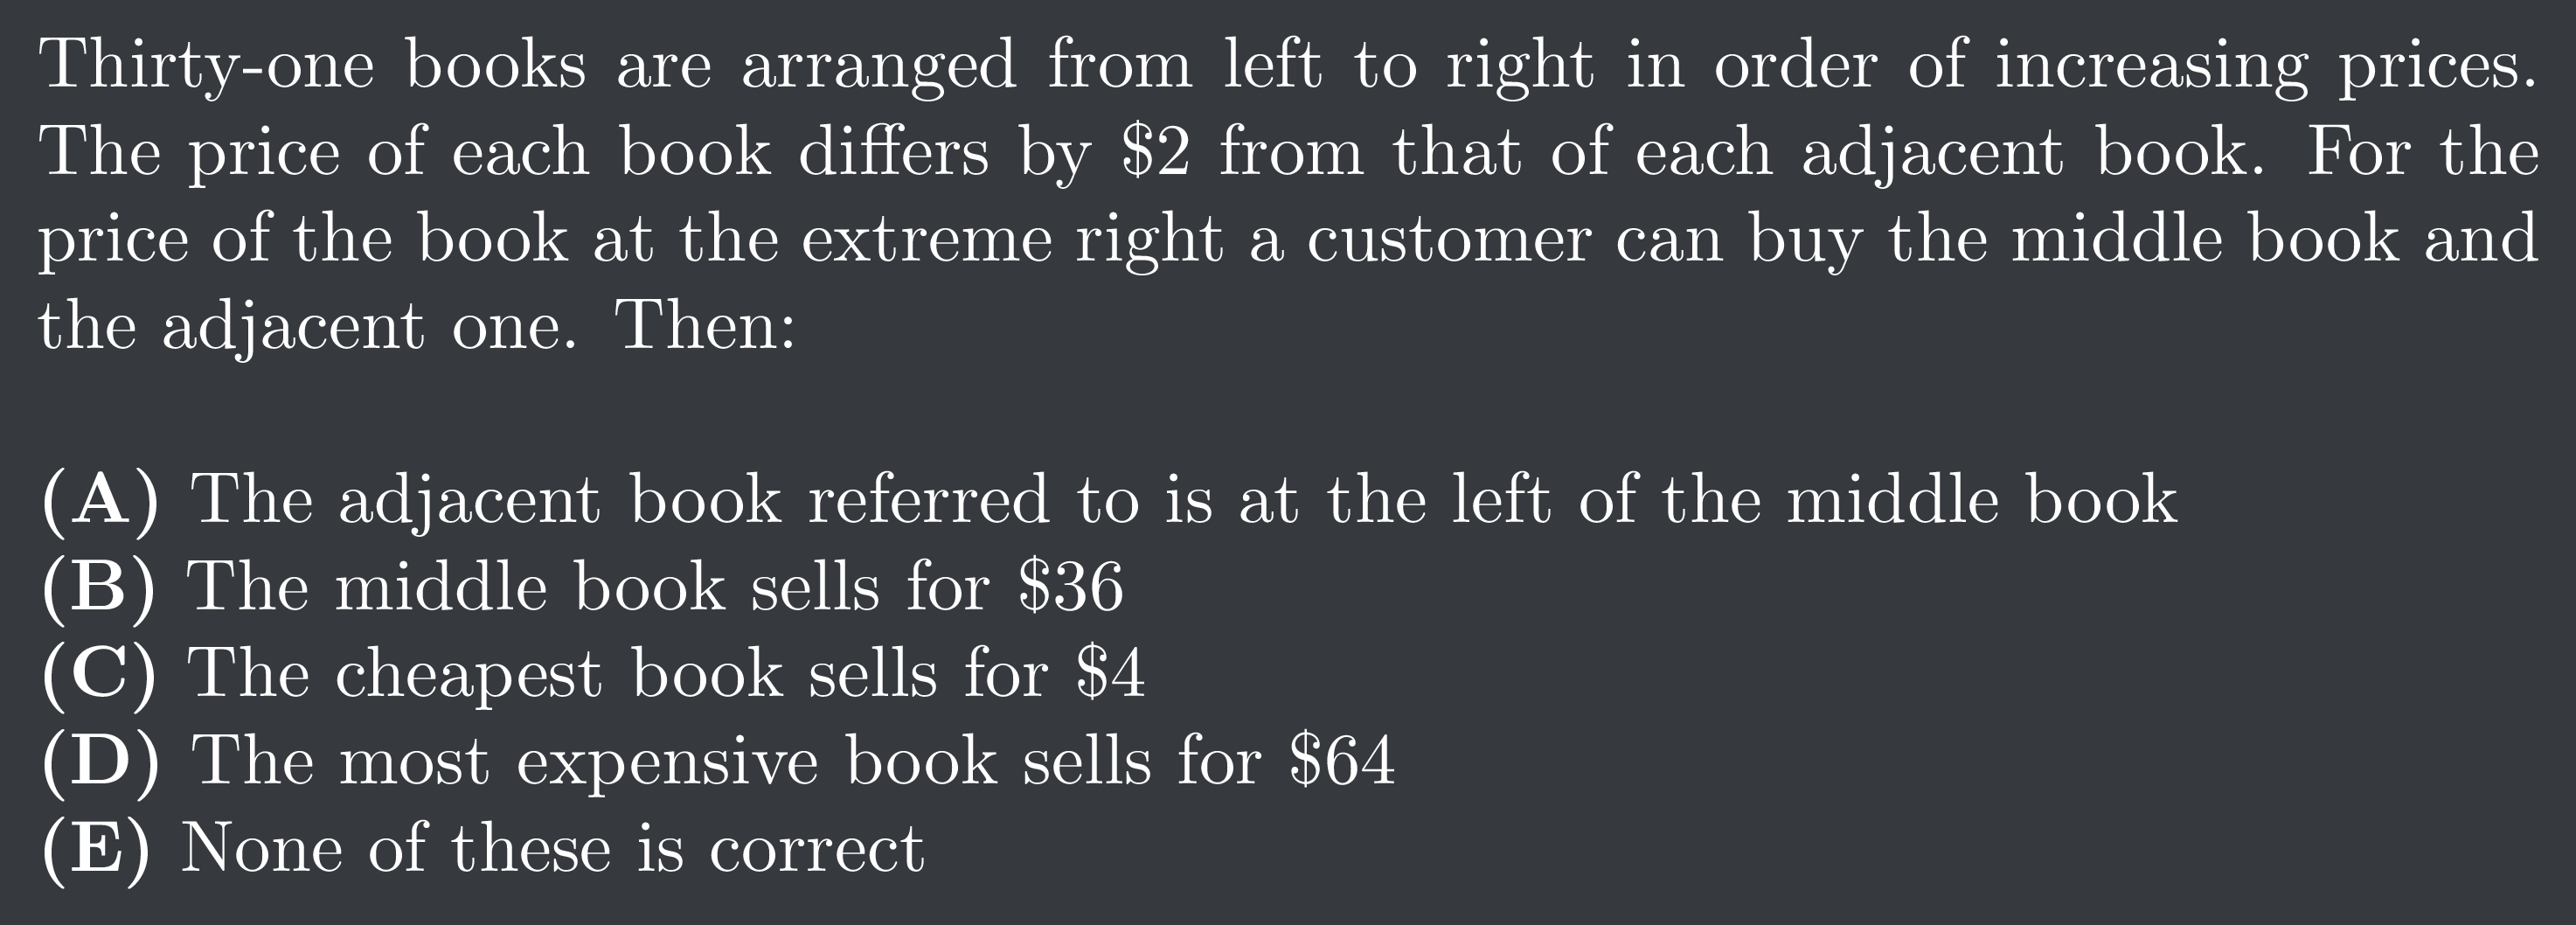 Thirty-one books are arranged from left to right in order of increasing prices.
The price of each book differs by $2 from that of each adjacent book. For the
price of the book at the extreme right a customer can buy the middle book and
the adjacent one. Then:
(A) The adjacent book referred to is at the left of the middle book
(B) The middle book sells for $36
(C) The cheapest book sells for $4
(D) The most expensive book sells for $64
(E) None of these is correct